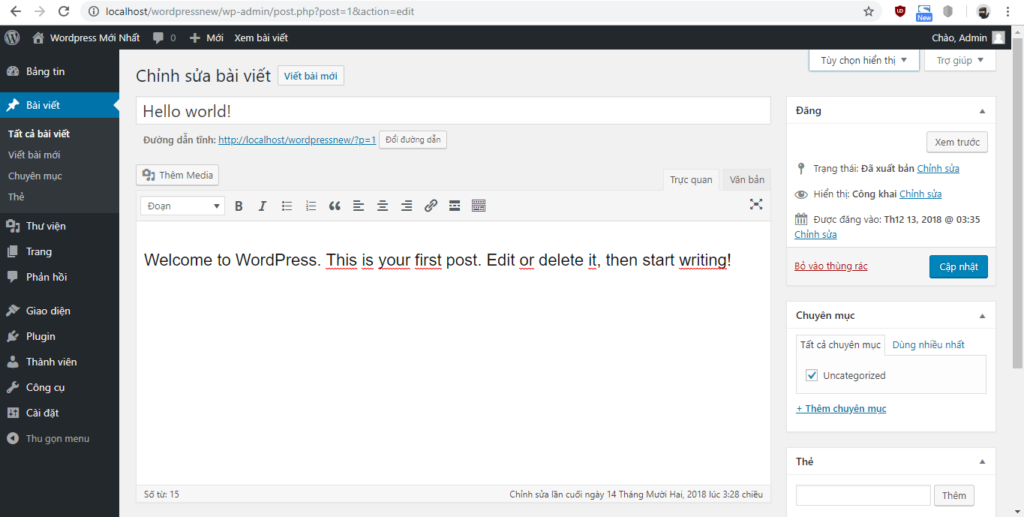 localhost/wordpressnew/wp-admin/post.php?post=1&action=edit
New
WordPress Mới Nhất 0 Mới Xem bài viết Chào, Admin
Bảng tin
Bài viết
Tất cả bài viết
Viết bài mới
Chuyên mục
Thẻ
Thư viện
Trang
Phản hồi
Giao diện
Plugin
Thành viên
Công cụ
Cài đặt
Thu gọn menu
Tùy chọn hiển thị
Trợ giúp
Chỉnh sửa bài viết Viết bài mới
Hello world!
Đường dẫn tĩnh: http://localhost/wordpressnew/?p=1 Đổi đường dẫn
Thêm Media
Trực quan Văn bản
Đoạn B I
Welcome to WordPress. This is your first post. Edit or delete it, then start writing!
Số từ: 15 Chỉnh sửa lần cuối ngày 14 Tháng Mười Hai, 2018 lúc 3:28 chiều
Đăng
Xem trước
Trạng thái: Đã xuất bản Chỉnh sửa
Hiển thị: Công khai Chỉnh sửa
Được đăng vào: Th12 13, 2018 @ 03:35
Chỉnh sửa
Bỏ vào thùng rác Cập nhật
Chuyên mục
Tất cả chuyên mục Dùng nhiều nhất
Uncategorized
+ Thêm chuyên mục
Thẻ
Thêm